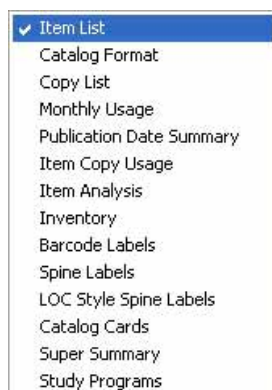 Item List
Catalog Format
Copy List
Monthly Usage
Publication Date Summary
Item Copy Usage
Item Analysis
Inventory
Barcode Labels
Spine Labels
LOC Style Spine Labels
Catalog Cards
Super Summary
Study Programs